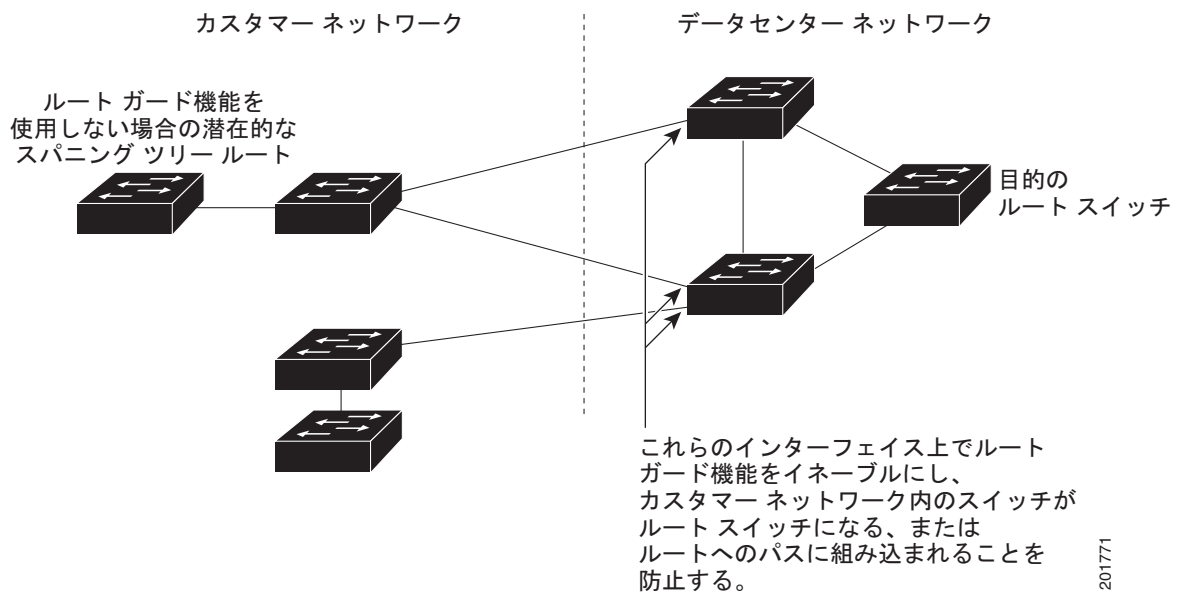 カスタマー ネットワーク
データセンター ネットワーク
ルート ガード機能を
使用しない場合の潜在的な
スパニング ツリー ルート
目的の
ルート スイッチ
これらのインターフェイス上でルート
ガード機能をイネーブルにし、
カスタマー ネットワーク内のスイッチが
ルート スイッチになる、または
ルートへのパスに組み込まれることを
防止する。
201771